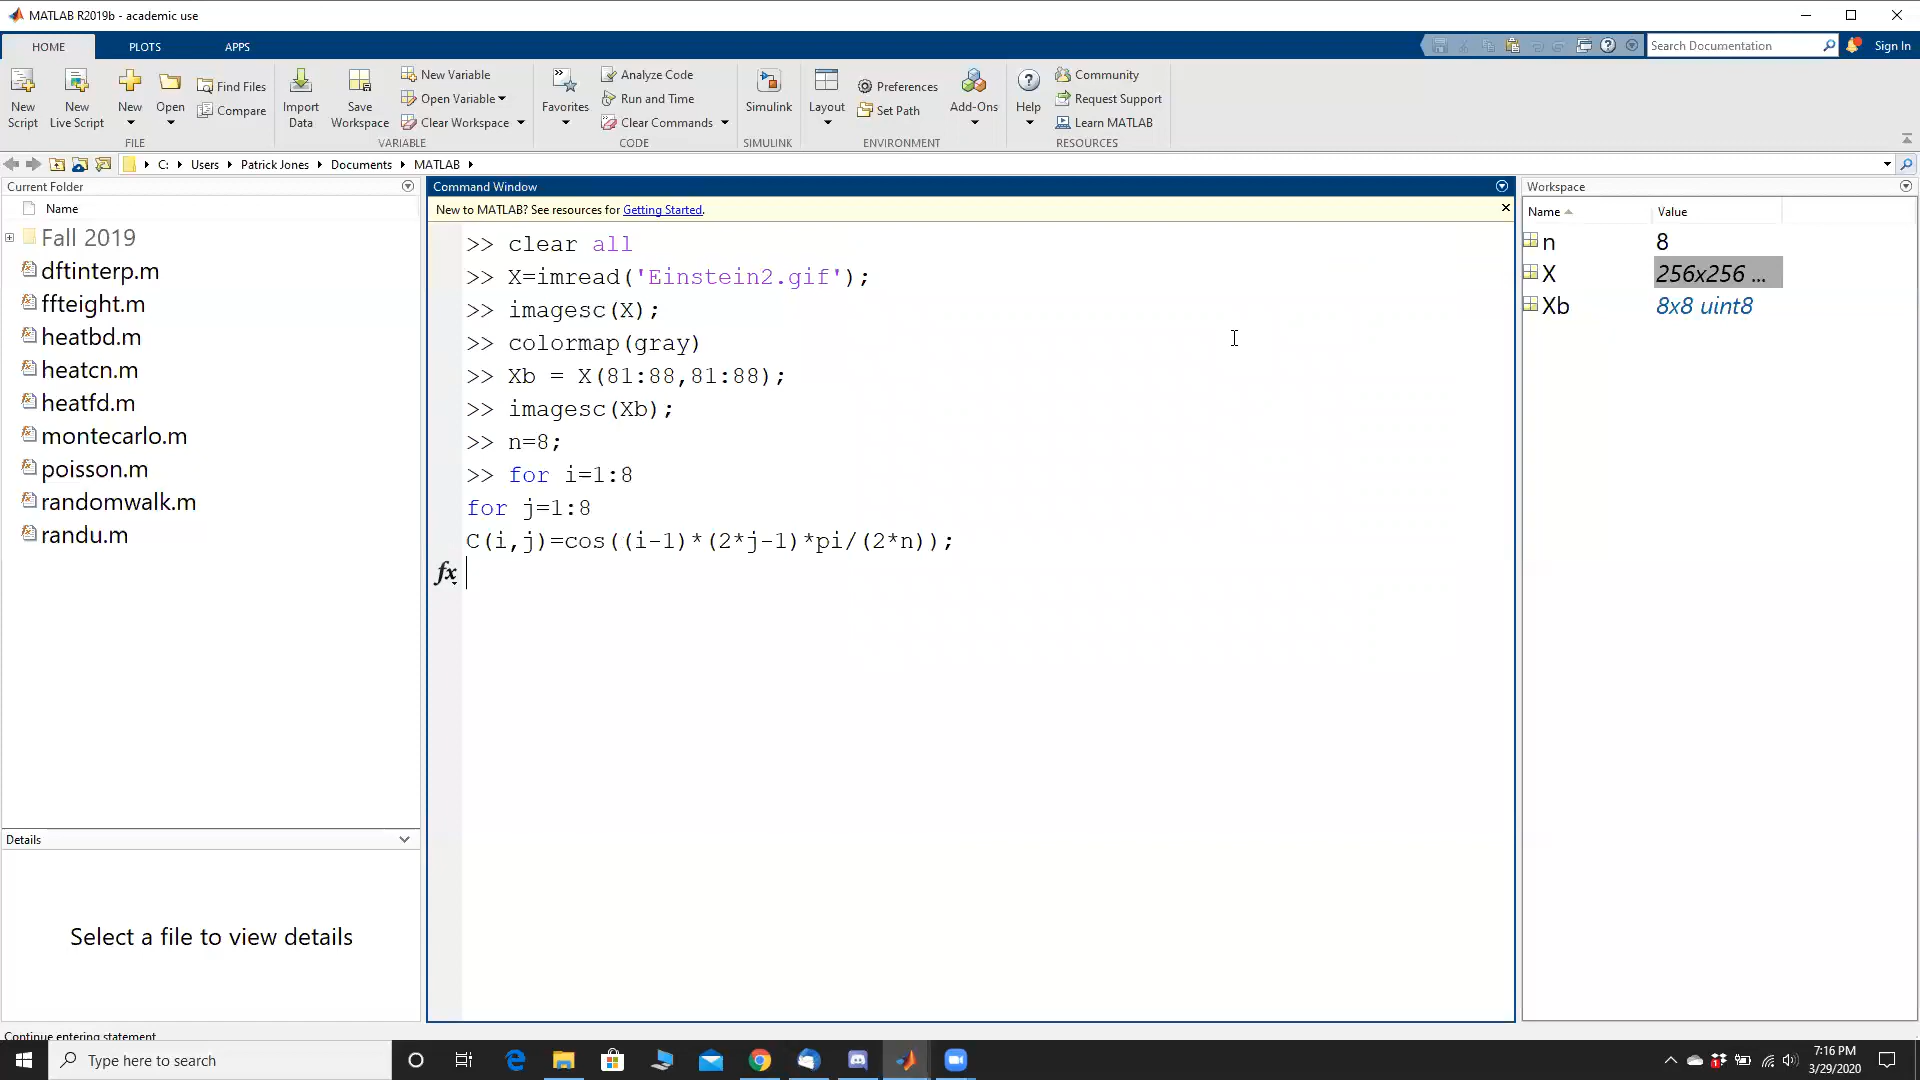 MATLAB R2019b - academic use
HOME
PLOTS
APPS
Search Documentation
Sign In
New Script
New Live Script
New
Open
Find Files
Compare
FILE
Import Data
Save Workspace
New Variable
Open Variable
Clear Workspace
VARIABLE
Favorites
Analyze Code
Run and Time
Clear Commands
CODE
Simulink
SIMULINK
Layout
Preferences
Set Path
Add-Ons
ENVIRONMENT
Help
Community
Request Support
Learn MATLAB
RESOURCES
C: Users Patrick Jones Documents MATLAB
Current Folder
Name
Fall 2019
dftinterp.m
ffteight.m
heatbd.m
heatcn.m
heatfd.m
montecarlo.m
poisson.m
randomwalk.m
randu.m
Details
Select a file to view details
Continue entering statement
Command Window
New to MATLAB? See resources for Getting Started.
>> clear all
>> X=imread('Einstein2.gif');
>> imagesc(X);
>> colormap(gray)
>> Xb = X(81:88,81:88);
>> imagesc(Xb);
>> n=8;
>> for i=1:8
for j=1:8
C(i,j)=cos((i-1)*(2*j-1)*pi/(2*n));
fx
Workspace
Name Value
n 8
X 256x256 ...
Xb 8x8 uint8
Type here to search
7:16 PM
3/29/2020